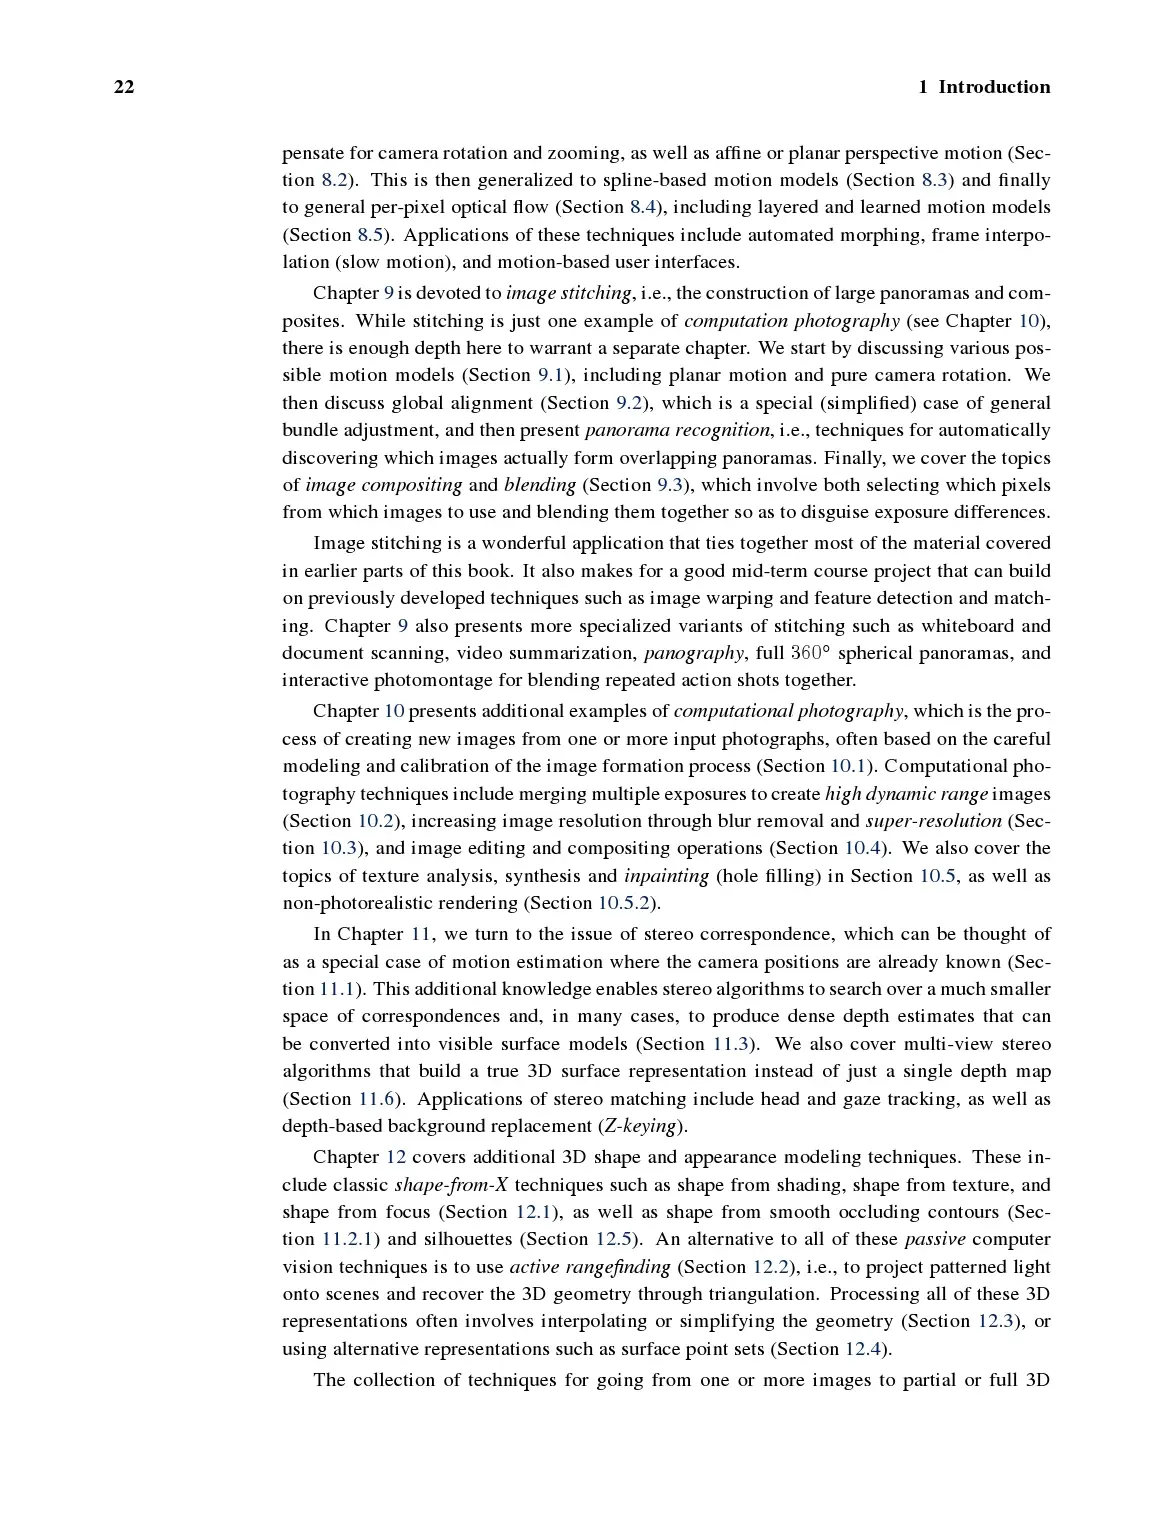 22
1 Introduction
pensate for camera rotation and zooming, as well as affine or planar perspective motion (Sec-
tion 8.2). This is then generalized to spline-based motion models (Section 8.3) and finally
to general per-pixel optical flow (Section 8.4), including layered and learned motion models
(Section 8.5). Applications of these techniques include automated morphing, frame interpo-
lation (slow motion), and motion-based user interfaces.
Chapter 9 is devoted to image stitching, i.e., the construction of large panoramas and com-
posites. While stitching is just one example of computation photography (see Chapter 10),
there is enough depth here to warrant a separate chapter. We start by discussing various pos-
sible motion models (Section 9.1), including planar motion and pure camera rotation. We
then discuss global alignment (Section 9.2), which is a special (simplified) case of general
bundle adjustment, and then present panorama recognition, i.e., techniques for automatically
discovering which images actually form overlapping panoramas. Finally, we cover the topics
of image compositing and blending (Section 9.3), which involve both selecting which pixels
from which images to use and blending them together so as to disguise exposure differences.
Image stitching is a wonderful application that ties together most of the material covered
in earlier parts of this book. It also makes for a good mid-term course project that can build
on previously developed techniques such as image warping and feature detection and match-
ing. Chapter 9 also presents more specialized variants of stitching such as whiteboard and
document scanning, video summarization, panography, full 360° spherical panoramas, and
interactive photomontage for blending repeated action shots together.
Chapter 10 presents additional examples of computational photography, which is the pro-
cess of creating new images from one or more input photographs, often based on the careful
modeling and calibration of the image formation process (Section 10.1). Computational pho-
tography techniques include merging multiple exposures to create high dynamic range images
(Section 10.2), increasing image resolution through blur removal and super-resolution (Sec-
tion 10.3), and image editing and compositing operations (Section 10.4). We also cover the
topics of texture analysis, synthesis and inpainting (hole filling) in Section 10.5, as well as
non-photorealistic rendering (Section 10.5.2).
In Chapter 11, we turn to the issue of stereo correspondence, which can be thought of
as a special case of motion estimation where the camera positions are already known (Sec-
tion 11.1). This additional knowledge enables stereo algorithms to search over a much smaller
space of correspondences and, in many cases, to produce dense depth estimates that can
be converted into visible surface models (Section 11.3). We also cover multi-view stereo
algorithms that build a true 3D surface representation instead of just a single depth map
(Section 11.6). Applications of stereo matching include head and gaze tracking, as well as
depth-based background replacement (Z-keying).
Chapter 12 covers additional 3D shape and appearance modeling techniques. These in-
clude classic shape-from-X techniques such as shape from shading, shape from texture, and
shape from focus (Section 12.1), as well as shape from smooth occluding contours (Sec-
tion 11.2.1) and silhouettes (Section 12.5). An alternative to all of these passive computer
vision techniques is to use active rangefinding (Section 12.2), i.e., to project patterned light
onto scenes and recover the 3D geometry through triangulation. Processing all of these 3D
representations often involves interpolating or simplifying the geometry (Section 12.3), or
using alternative representations such as surface point sets (Section 12.4).
The collection of techniques for going from one or more images to partial or full 3D